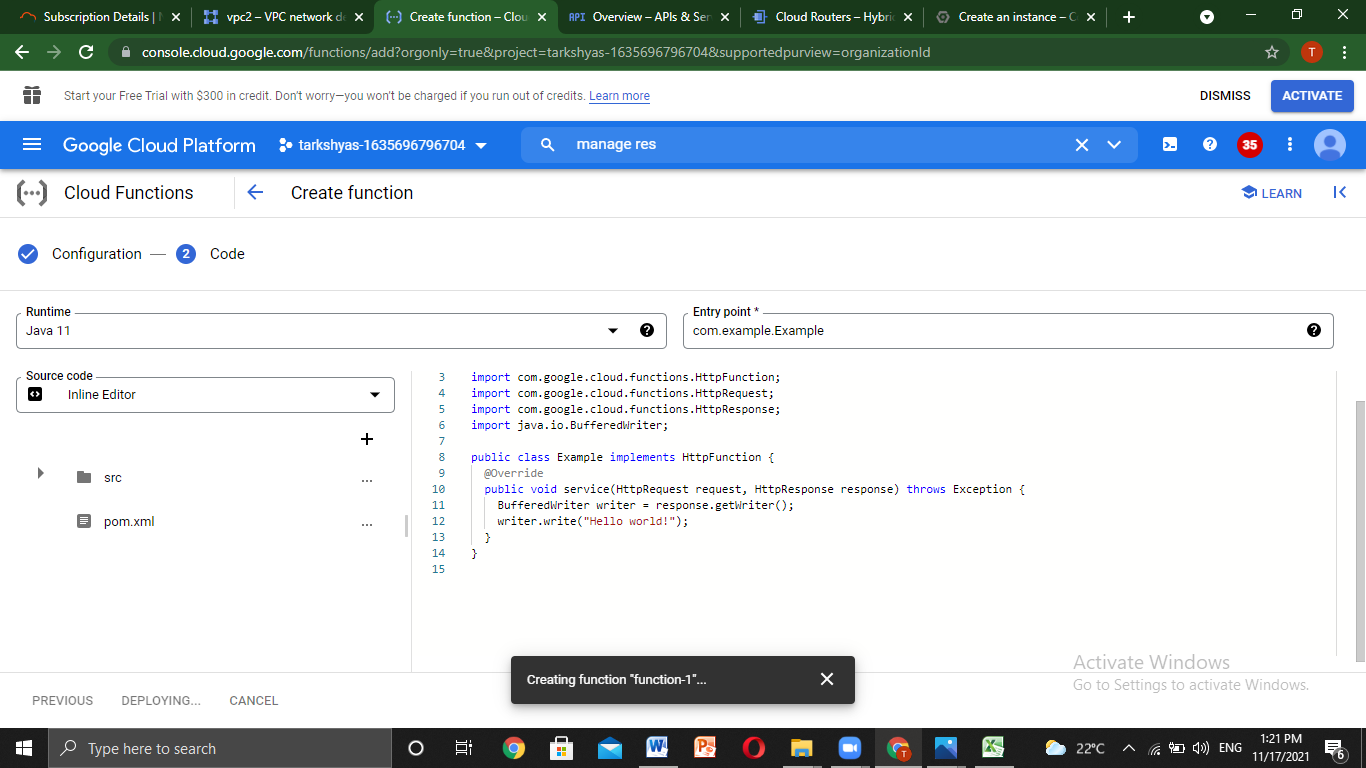 Subscription Details |
vpc2 – VPC network de
Create function – Clou
API Overview – APIs & Ser
Cloud Routers – Hybri
Create an instance – C
console.cloud.google.com/functions/add?orgonly=true&project=tarkshyas-1635696796704&supportedpurview=organizationId
T
Start your Free Trial with $300 in credit. Don't worry—you won't be charged if you run out of credits. Learn more
DISMISS
ACTIVATE
Google Cloud Platform
tarkshyas-1635696796704
manage res
35
Cloud Functions
Create function
LEARN
Configuration — 2 Code
Runtime
Java 11
Entry point *
com.example.Example
Source code
Inline Editor
src
...
pom.xml
...
3 import com.google.cloud.functions.HttpFunction;
4 import com.google.cloud.functions.HttpRequest;
5 import com.google.cloud.functions.HttpResponse;
6 import java.io.BufferedWriter;
7
8 public class Example implements HttpFunction {
9 @Override
10 public void service(HttpRequest request, HttpResponse response) throws Exception {
11 BufferedWriter writer = response.getWriter();
12 writer.write("Hello world!");
13 }
14 }
15
Creating function "function-1"...
Activate Windows
Go to Settings to activate Windows.
PREVIOUS
DEPLOYING...
CANCEL
Type here to search
22°C
ENG
1:21 PM
11/17/2021
6